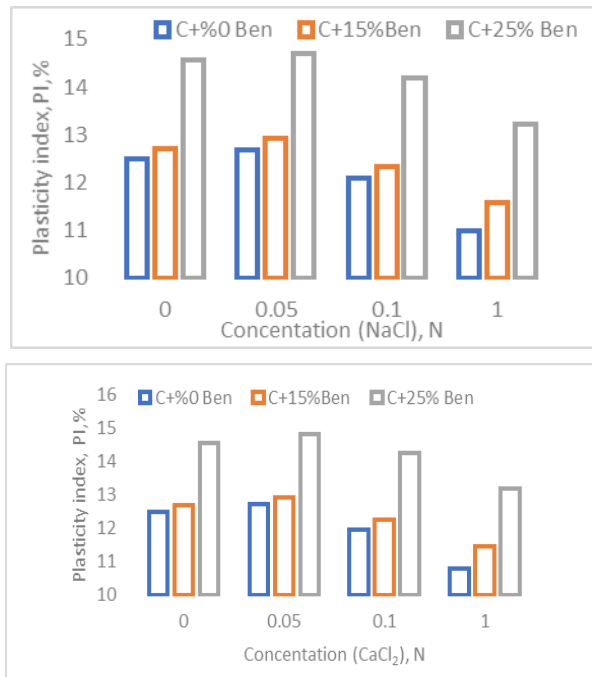 C+%0 Ben C+15%Ben C+25% Ben
Plasticity index,PI,%
15
14
13
12
11
10
0 0.05 0.1 1
Concentation (NaCl), N
C+%0 Ben C+15%Ben C+25% Ben
Plasticity index, PI,%
16
15
14
13
12
11
10
0 0.05 0.1 1
Concentration (CaCl₂), N